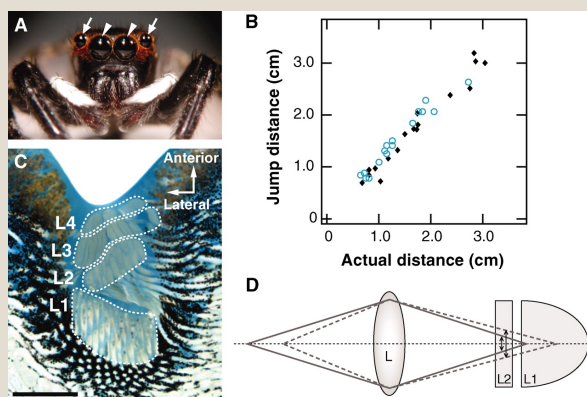 A
B
Jump distance (cm)
3.0
2.0
1.0
0
0
1.0
2.0
3.0
Actual distance (cm)
C
Anterior
Lateral
L4
L3
L2
L1
D
L
L2
L1